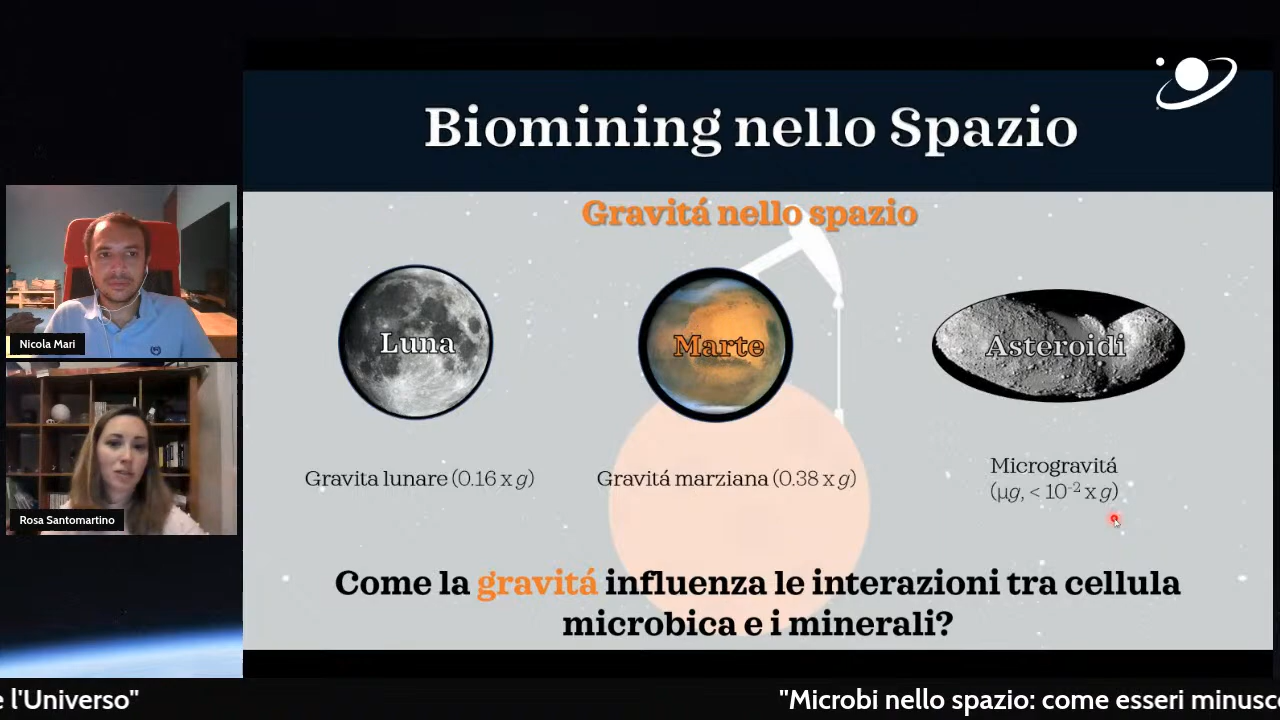 Biomining nello Spazio
Gravitá nello spazio
Luna
Marte
Asteroidi
Gravita lunare (0.16 x g)
Gravitá marziana (0.38 x g)
Microgravitá
(µg, < 10⁻² x g)
Come la gravitá influenza le interazioni tra cellula
microbica e i minerali?
Nicola Mari
Rosa Santomartino
e l'Universo" "Microbi nello spazio: come esseri minusc